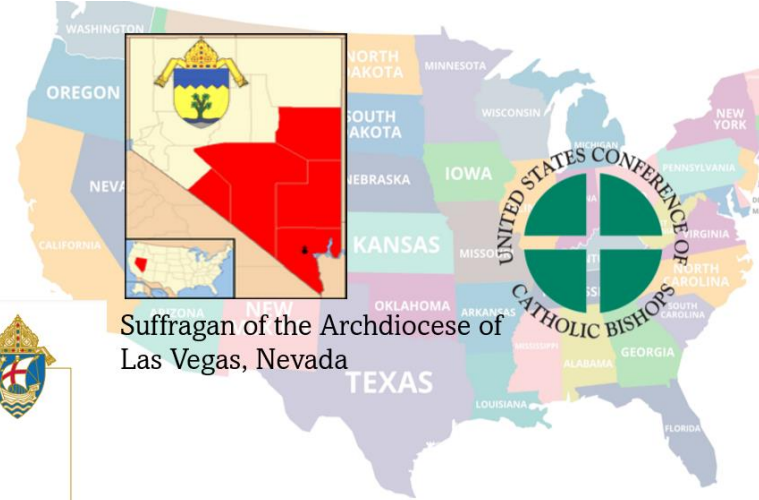 WASHINGTON
NORTH
DAKOTA
MINNESOTA
OREGON
SOUTH
DAKOTA
WISCONSIN
MICHIGAN
NEW
YORK
NEBRASKA
IOWA
PENNSYLVANIA
NEVA
CALIFORNIA
KANSAS
MISSOU
VIRGINIA
NORTH
CAROLINA
UNITED STATES CONFERENCE OF
CATHOLIC BISHOPS
ARIZONA
NEW
OKLAHOMA
ARKANSAS
SOUTH
CAROLINA
Suffragan of the Archdiocese of
Las Vegas, Nevada
MISSISSIPPI
ALABAMA
GEORGIA
TEXAS
LOUISIANA
FLORIDA